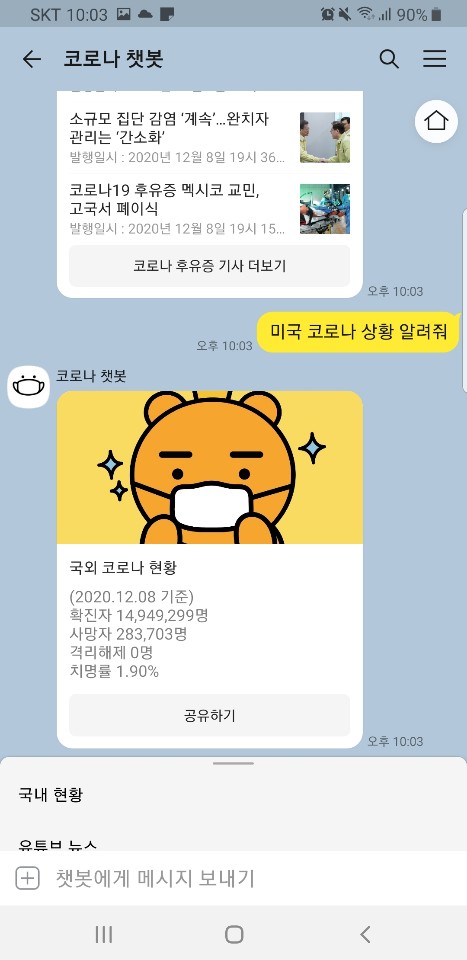 SKT 10:03
90%
코로나 챗봇
소규모 집단 감염 '계속'...완치자
관리는 '간소화'
발행일시 : 2020년 12월 8일 19시 36...
코로나19 후유증 멕시코 교민,
고국서 페이식
발행일시 : 2020년 12월 8일 19시 15...
코로나 후유증 기사 더보기
오후 10:03
미국 코로나 상황 알려줘
오후 10:03
코로나 챗봇
국외 코로나 현황
(2020.12.08 기준)
확진자 14,949,299명
사망자 283,703명
격리해제 0명
치명률 1.90%
공유하기
오후 10:03
국내 현황
유튜브 뉴스
챗봇에게 메시지 보내기